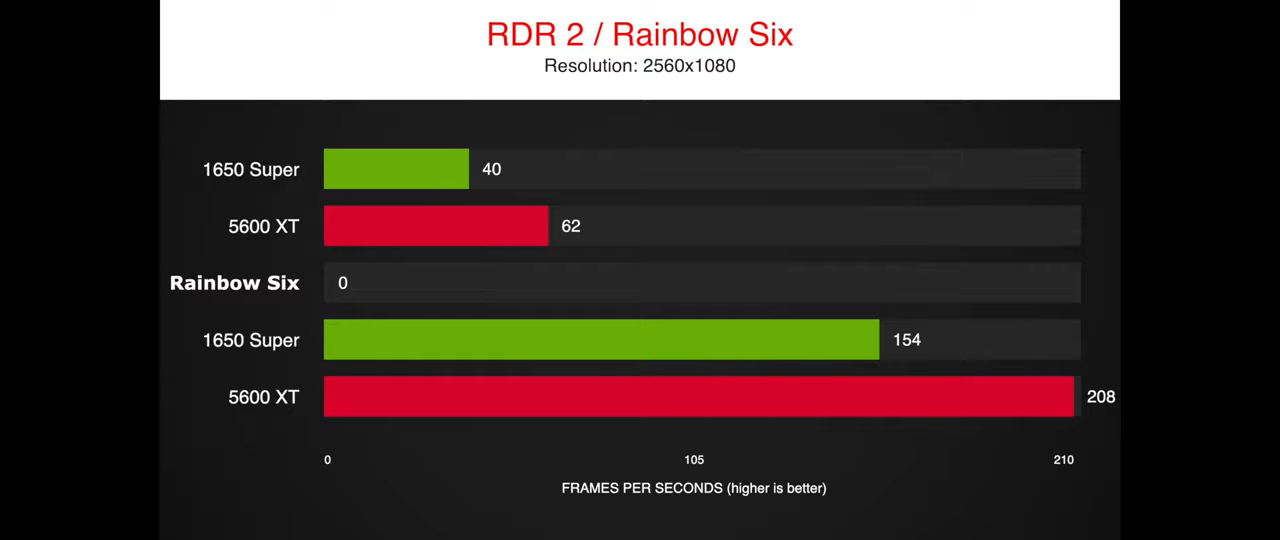 RDR 2 / Rainbow Six
Resolution: 2560x1080
1650 Super 40
5600 XT 62
Rainbow Six 0
1650 Super 154
5600 XT 208
0 105 210
FRAMES PER SECONDS (higher is better)